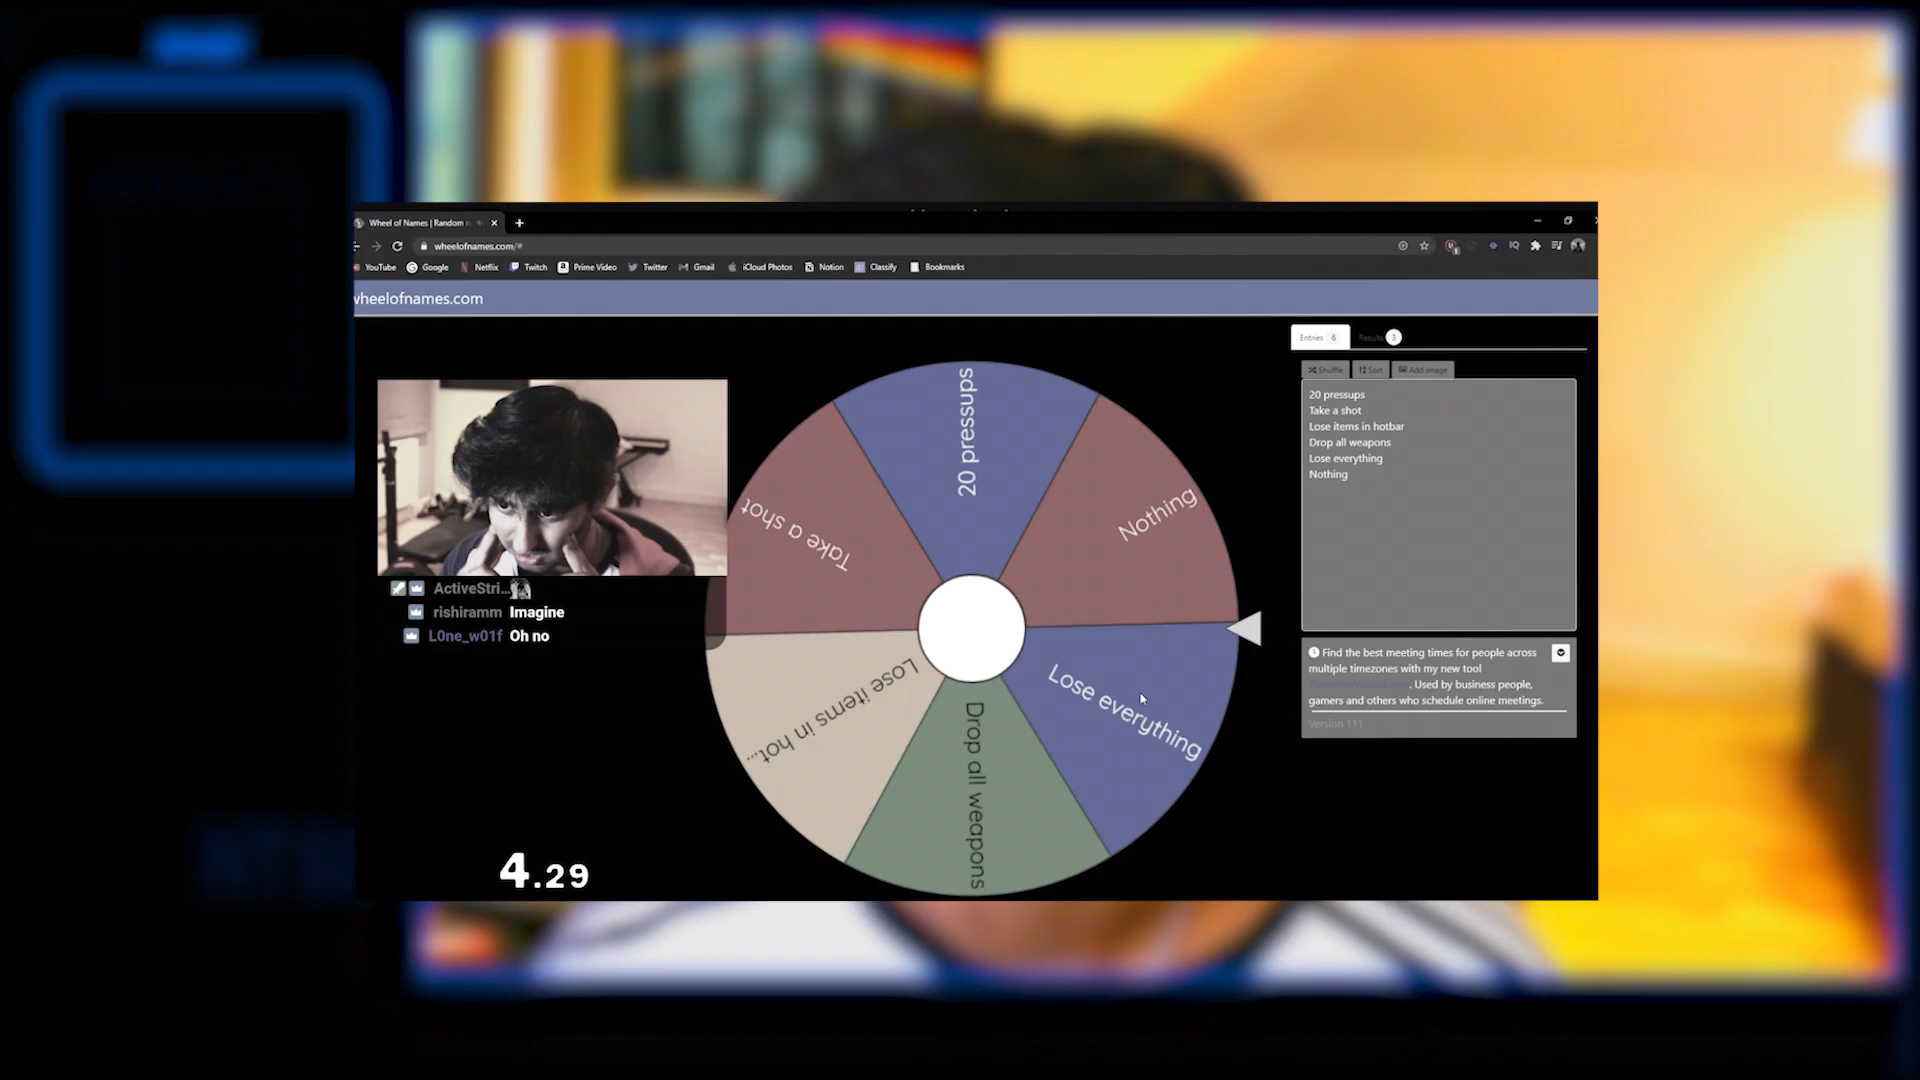 Wheel of Names | Random n
wheelofnames.com/#
YouTube Google Netflix Twitch Prime Video Twitter Gmail iCloud Photos Notion Classify Bookmarks
wheelofnames.com
Entries 6 Results 3
Shuffle Sort Add image
20 pressups
Take a shot
Lose items in hotbar
Drop all weapons
Lose everything
Nothing
20 pressups
Nothing
Lose everything
Drop all weapons
Lose items in hot...
Take a shot
ActiveStri...
rishiramm Imagine
L0ne_w01f Oh no
Find the best meeting times for people across
multiple timezones with my new tool
. Used by business people,
gamers and others who schedule online meetings.
Version 111
4.29